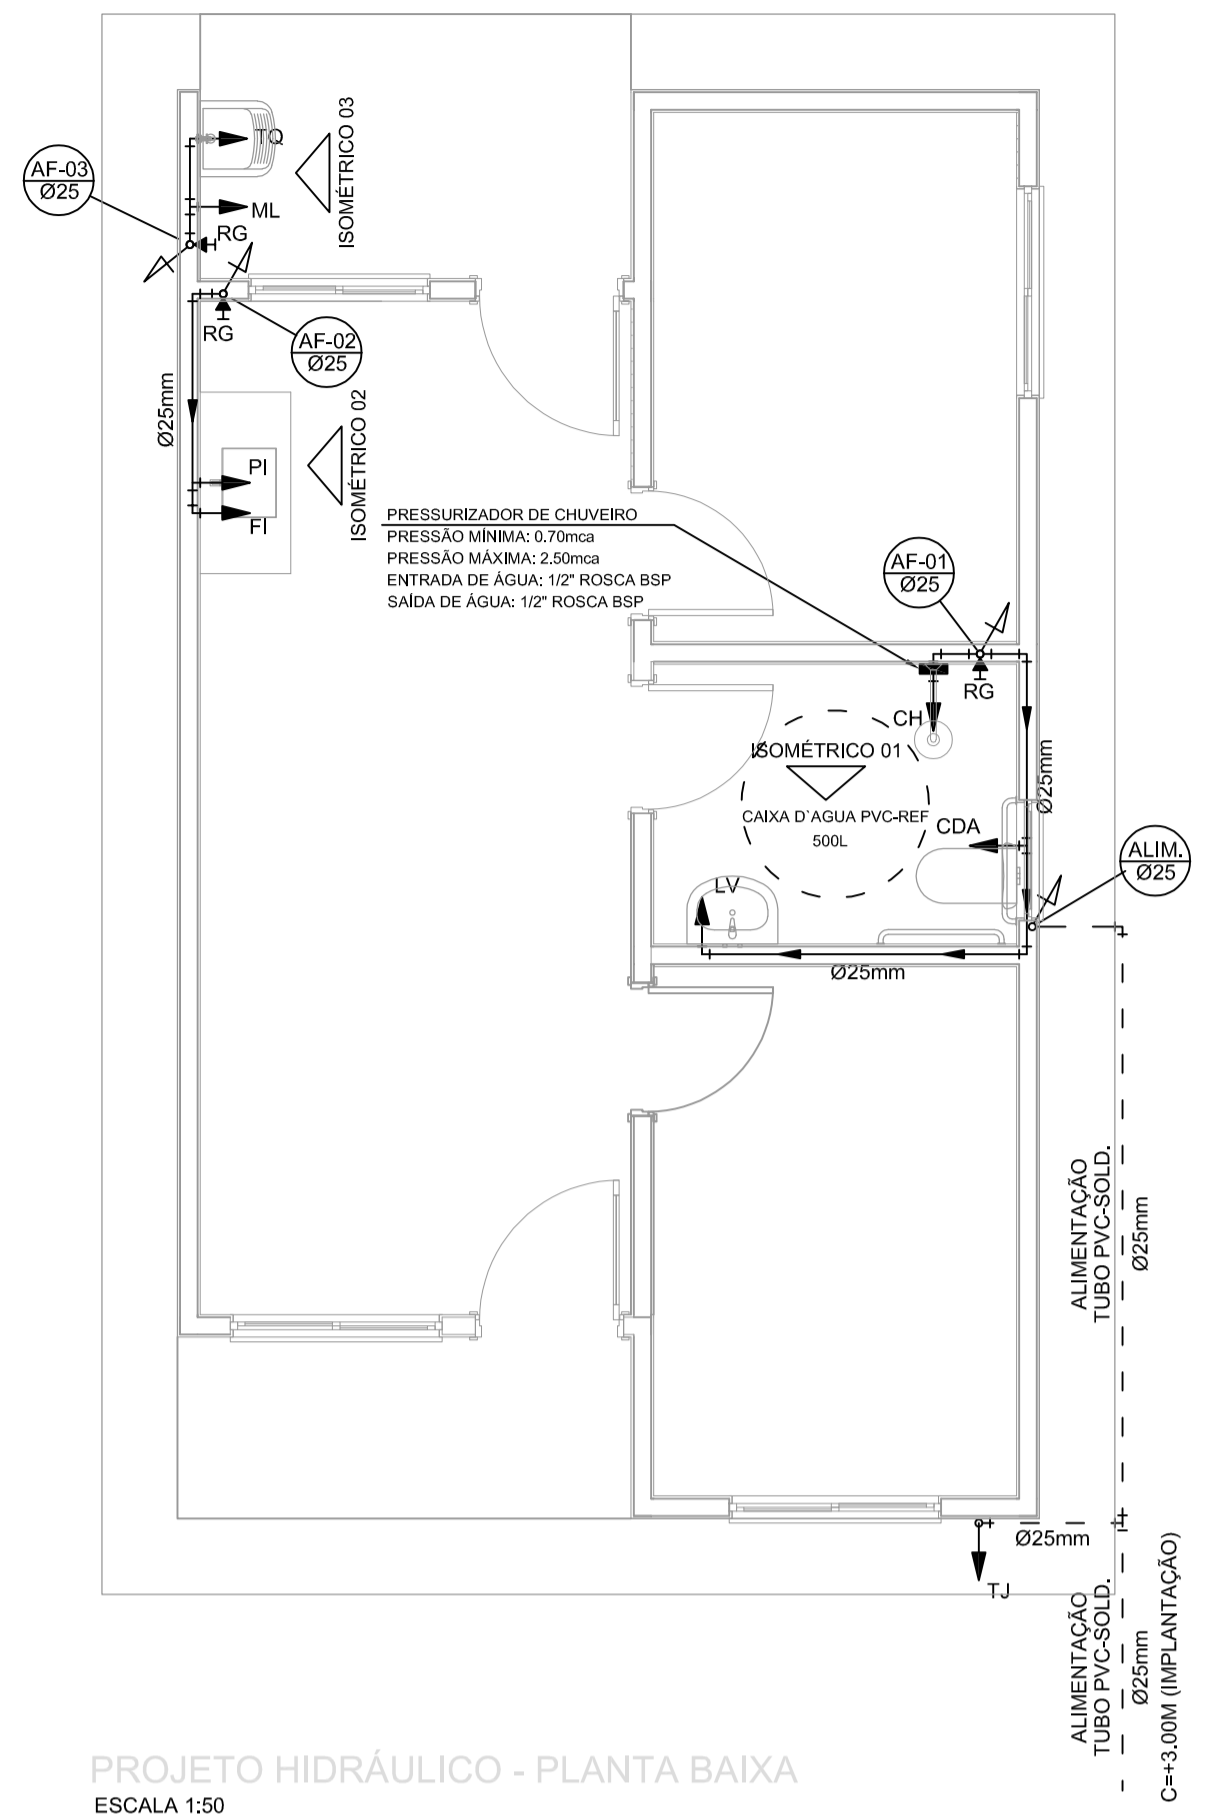 AF-03
Ø25
TQ
ISOMÉTRICO 03
ML
RG
RG
AF-02
Ø25
Ø25mm
ISOMÉTRICO 02
PI
FI
PRESSURIZADOR DE CHUVEIRO
PRESSÃO MÍNIMA: 0.70mca
PRESSÃO MÁXIMA: 2.50mca
ENTRADA DE ÁGUA: 1/2" ROSCA BSP
SAÍDA DE ÁGUA: 1/2" ROSCA BSP
AF-01
Ø25
RG
CH
ISOMÉTRICO 01
Ø25mm
CAIXA D`AGUA PVC-REF
500L
CDA
ALIM.
Ø25
LV
Ø25mm
ALIMENTAÇÃO
TUBO PVC-SOLD.
Ø25mm
Ø25mm
TJ
ALIMENTAÇÃO
TUBO PVC-SOLD.
Ø25mm
C=+3.00M (IMPLANTAÇÃO)
PROJETO HIDRÁULICO - PLANTA BAIXA
ESCALA 1:50